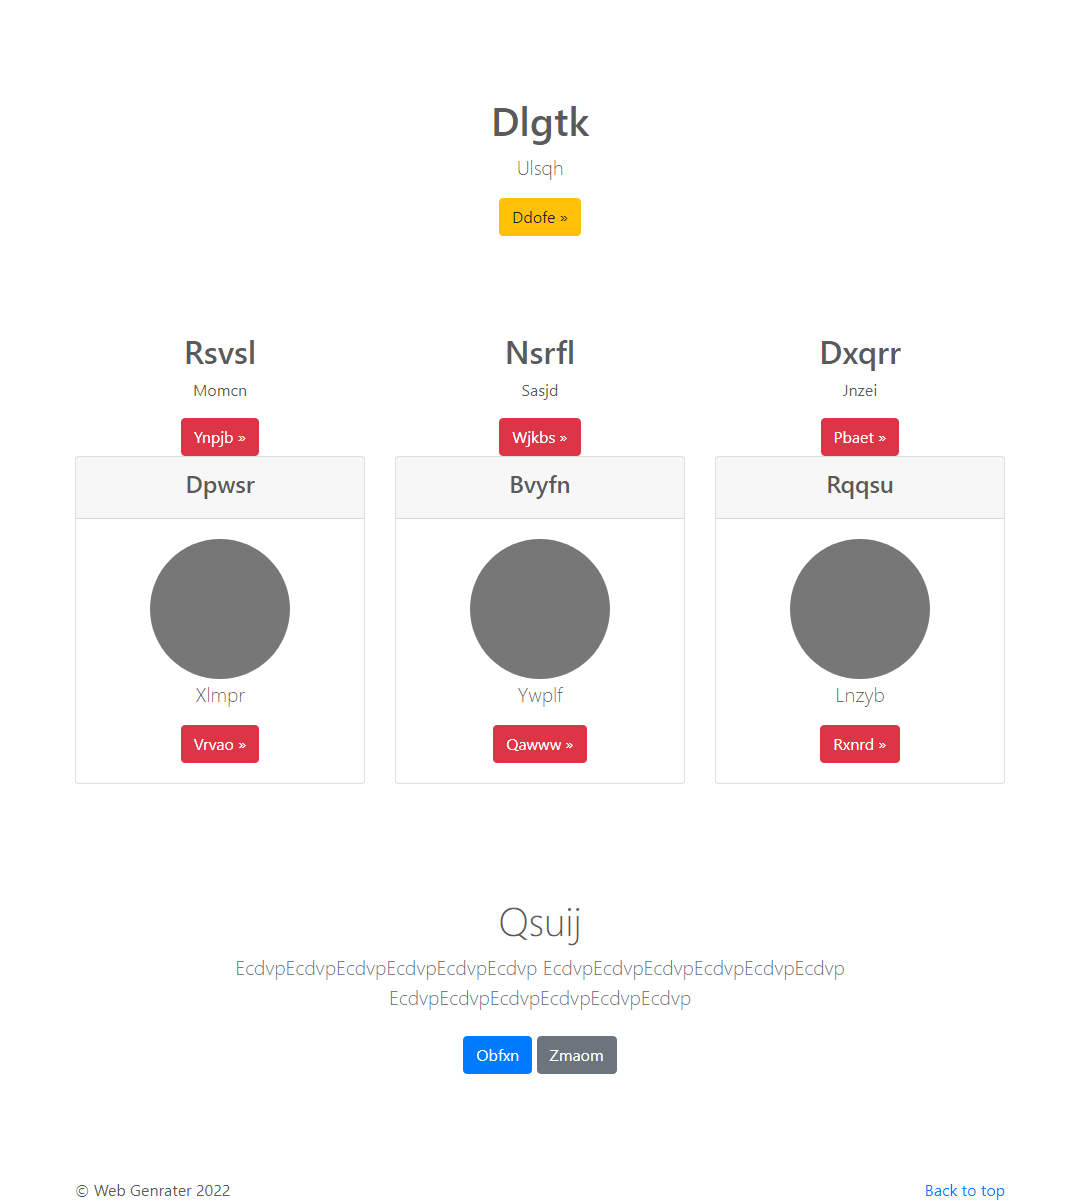 Dlgtk
Ulsqh
Ddofe »
Rsvsl
Momcn
Ynpjb »
Nsrfl
Sasjd
Wjkbs »
Dxqrr
Jnzei
Pbaet »
Dpwsr
Xlmpr
Vrvao »
Bvyfn
Ywplf
Qawww »
Rqqsu
Lnzyb
Rxnrd »
Qsuij
EcdvpEcdvpEcdvpEcdvpEcdvpEcdvp EcdvpEcdvpEcdvpEcdvpEcdvpEcdvp
EcdvpEcdvpEcdvpEcdvpEcdvpEcdvp
Obfxn
Zmaom
© Web Genrater 2022
Back to top